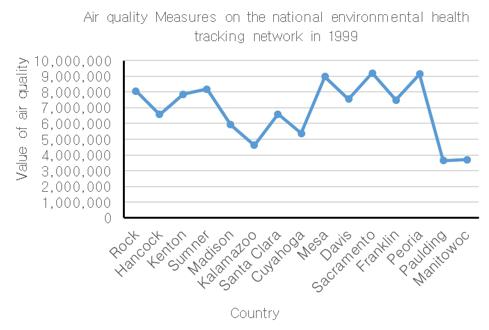 Air quality Measures on the national environmental health
tracking network in 1999
Value of air quality
10,000,000
9,000,000
8,000,000
7,000,000
6,000,000
5,000,000
4,000,000
3,000,000
2,000,000
1,000,000
0
Rock
Hancock
Kenton
Sumner
Madison
Kalamazoo
Santa Clara
Cuyahoga
Mesa
Davis
Sacramento
Franklin
Peoria
Paulding
Manitowoc
Country